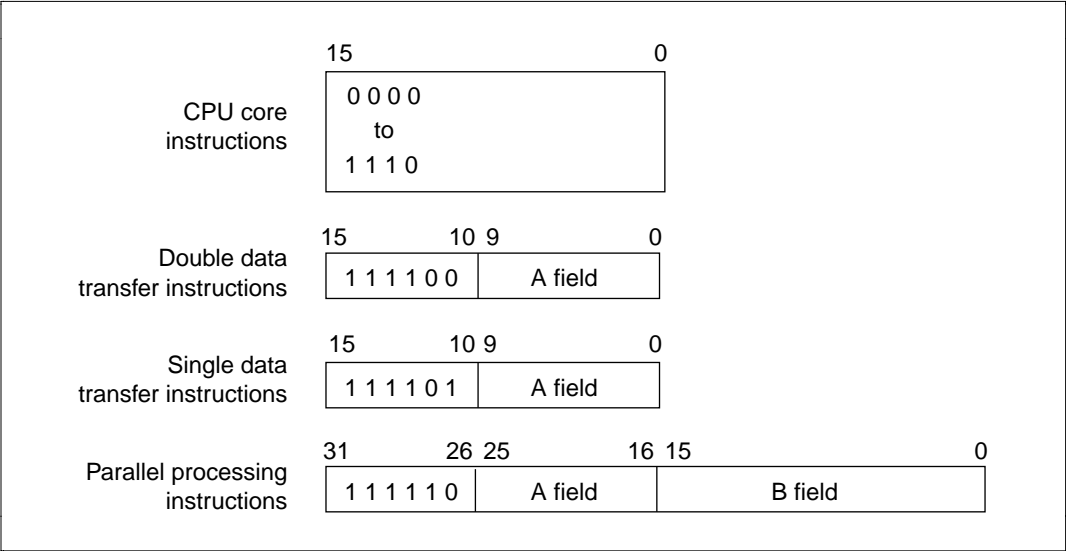 15 0
CPU core
instructions
0 0 0 0
to
1 1 1 0
15 10 9 0
Double data
transfer instructions
1 1 1 1 0 0 A field
15 10 9 0
Single data
transfer instructions
1 1 1 1 0 1 A field
31 26 25 16 15 0
Parallel processing
instructions
1 1 1 1 1 0 A field B field